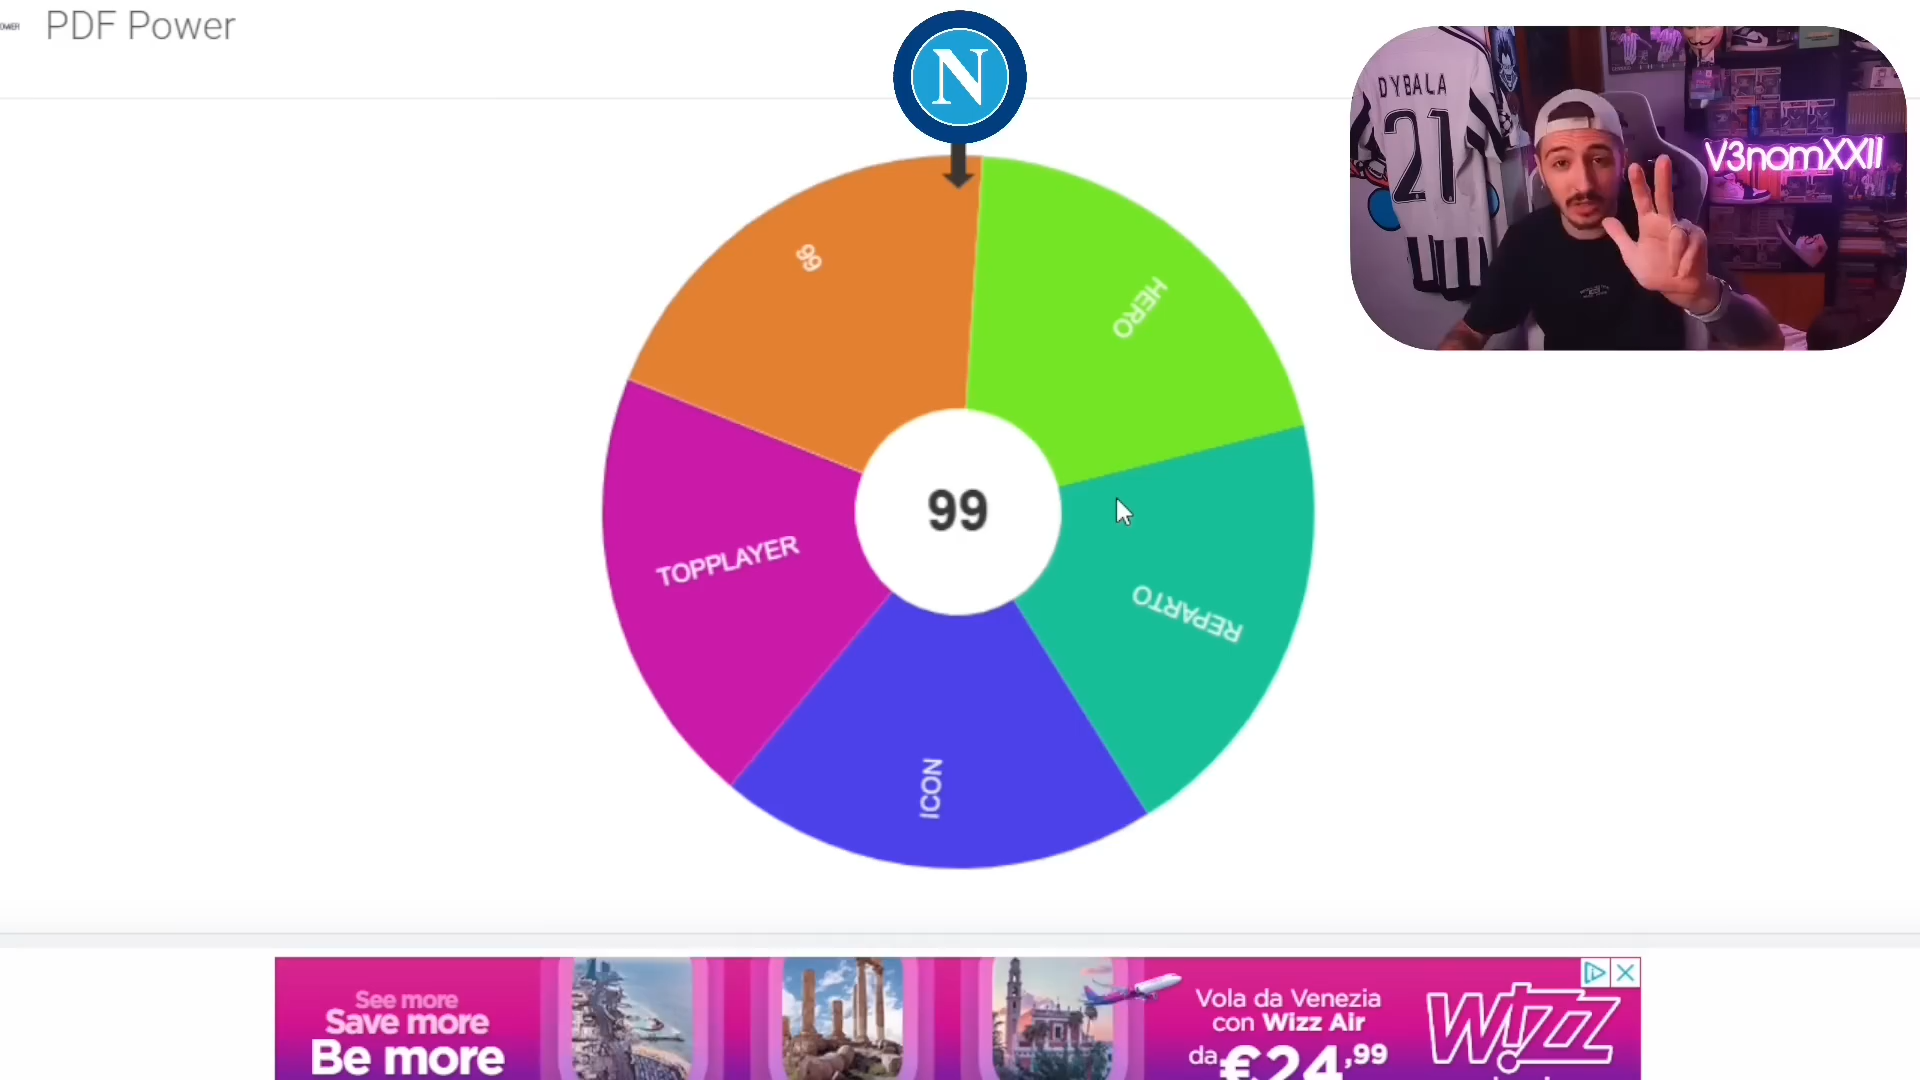 PDF Power
N
DYBALA
21
V3nomXXII
99
HERO
TOPPLAYER
99
REPARTO
ICON
See more
Save more
Be more
Vola da Venezia
con Wizz Air
da €24,99
Wizz